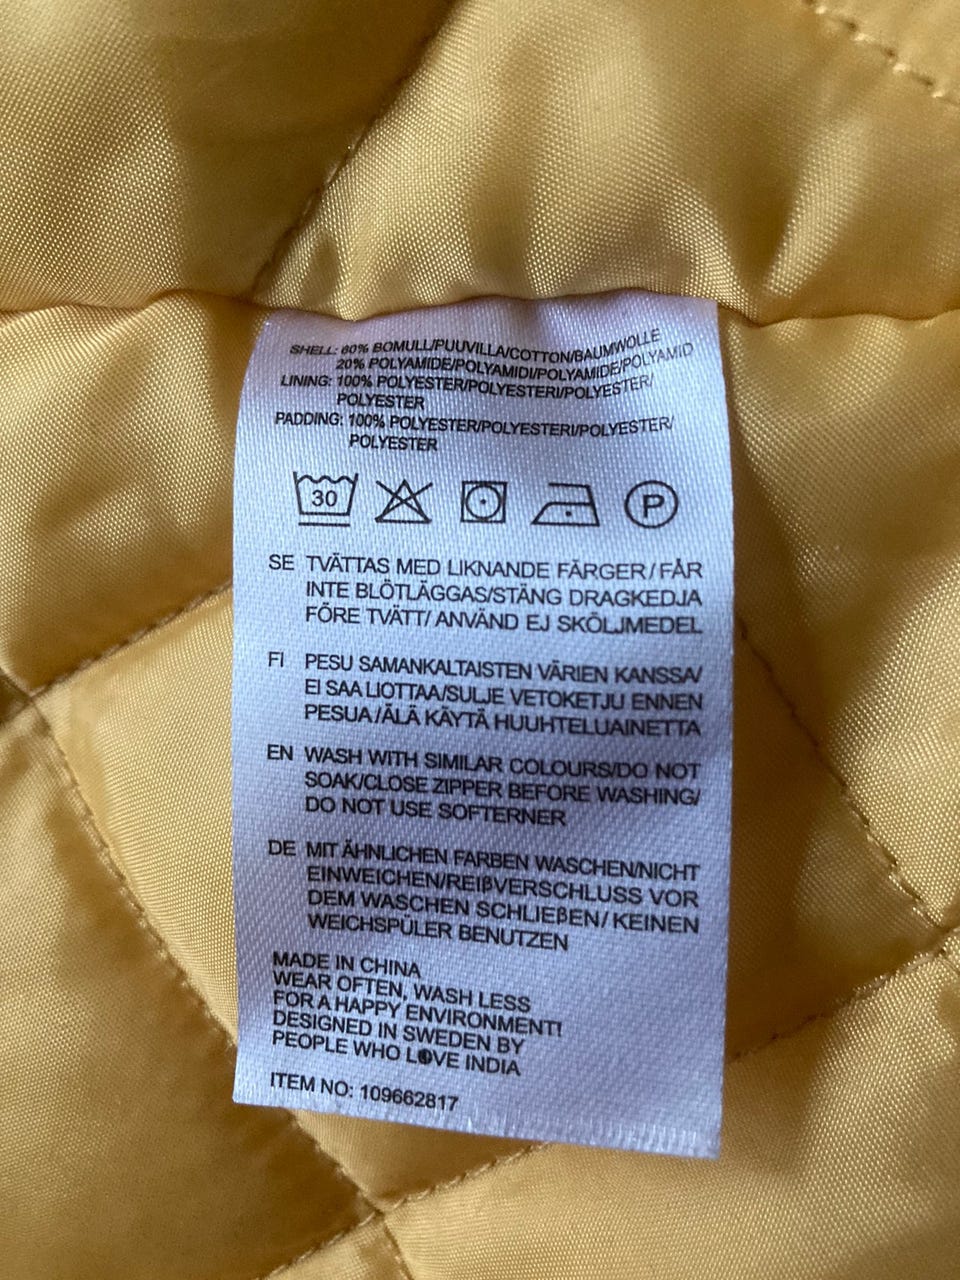 SHELL: 80% BOMULL/PUUVILLA/COTTON/BAUMWOLLE
20% POLYAMIDE/POLYAMIDI/POLYAMIDE/POLYAMID
LINING: 100% POLYESTER/POLYESTERI/POLYESTER/
POLYESTER
PADDING: 100% POLYESTER/POLYESTERI/POLYESTER/
POLYESTER
30 P
SE TVÄTTAS MED LIKNANDE FÄRGER/FÅR
INTE BLÖTLÄGGAS/STÄNG DRAGKEDJA
FÖRE TVÄTT/ ANVÄND EJ SKÖLJMEDEL
FI PESU SAMANKALTAISTEN VÄRIEN KANSSA/
EI SAA LIOTTAA/SULJE VETOKETJU ENNEN
PESUA/ÄLÄ KÄYTÄ HUUHTELUAINETTA
EN WASH WITH SIMILAR COLOURS/DO NOT
SOAK/CLOSE ZIPPER BEFORE WASHING/
DO NOT USE SOFTERNER
DE MIT ÄHNLICHEN FARBEN WASCHEN/NICHT
EINWEICHEN/REIßVERSCHLUSS VOR
DEM WASCHEN SCHLIEßEN/ KEINEN
WEICHSPÜLER BENUTZEN
MADE IN CHINA
WEAR OFTEN, WASH LESS
FOR A HAPPY ENVIRONMENT!
DESIGNED IN SWEDEN BY
PEOPLE WHO LOVE INDIA
ITEM NO: 109662817